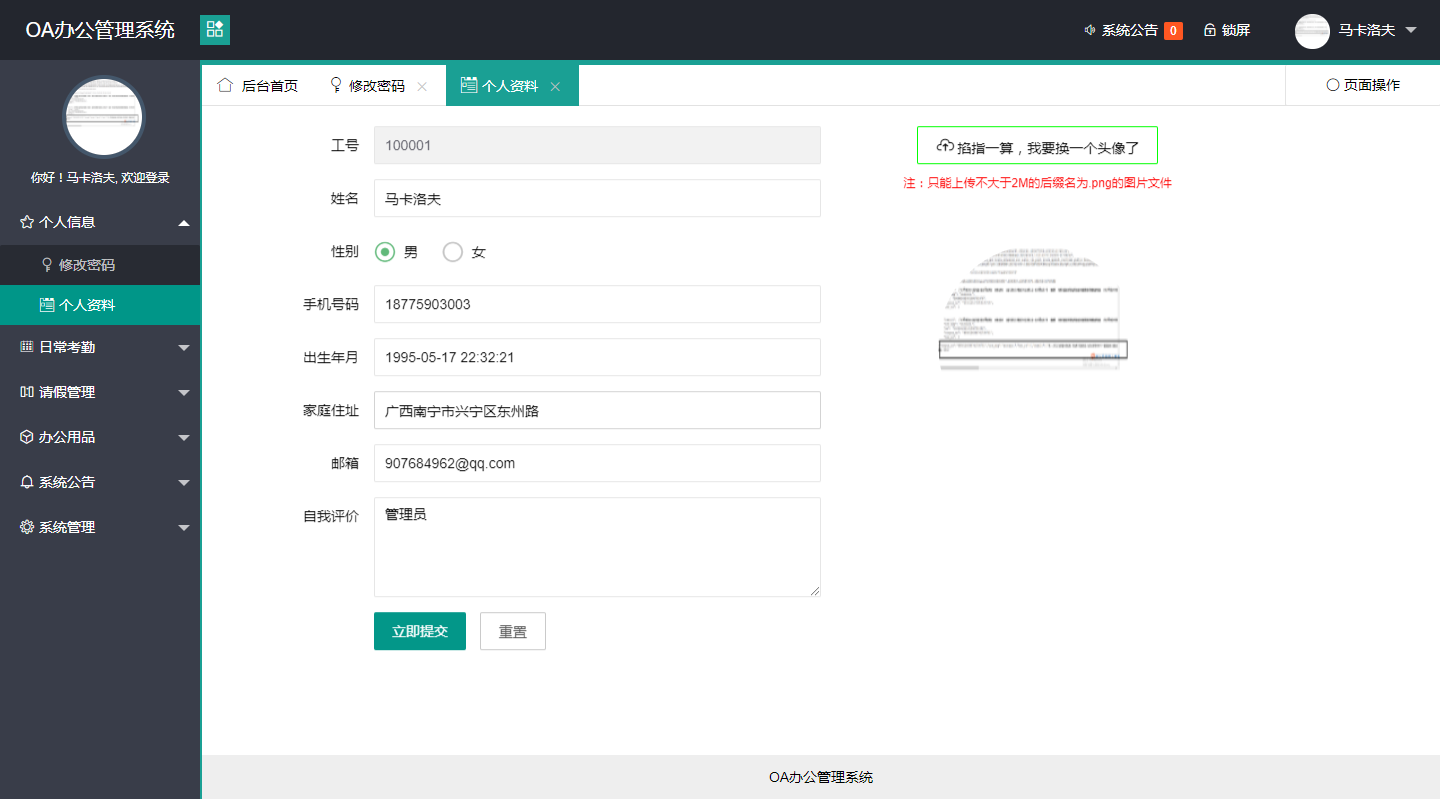 OA办公管理系统
系统公告 0 锁屏 马卡洛夫
你好！马卡洛夫, 欢迎登录
个人信息
修改密码
个人资料
日常考勤
请假管理
办公用品
系统公告
系统管理
后台首页 修改密码 个人资料 页面操作
工号 100001
姓名 马卡洛夫
性别 男 女
手机号码 18775903003
出生年月 1995-05-17 22:32:21
家庭住址 广西南宁市兴宁区东州路
邮箱 907684962@qq.com
自我评价 管理员
立即提交 重置
掐指一算，我要换一个头像了
注：只能上传不大于2M的后缀名为.png的图片文件
OA办公管理系统